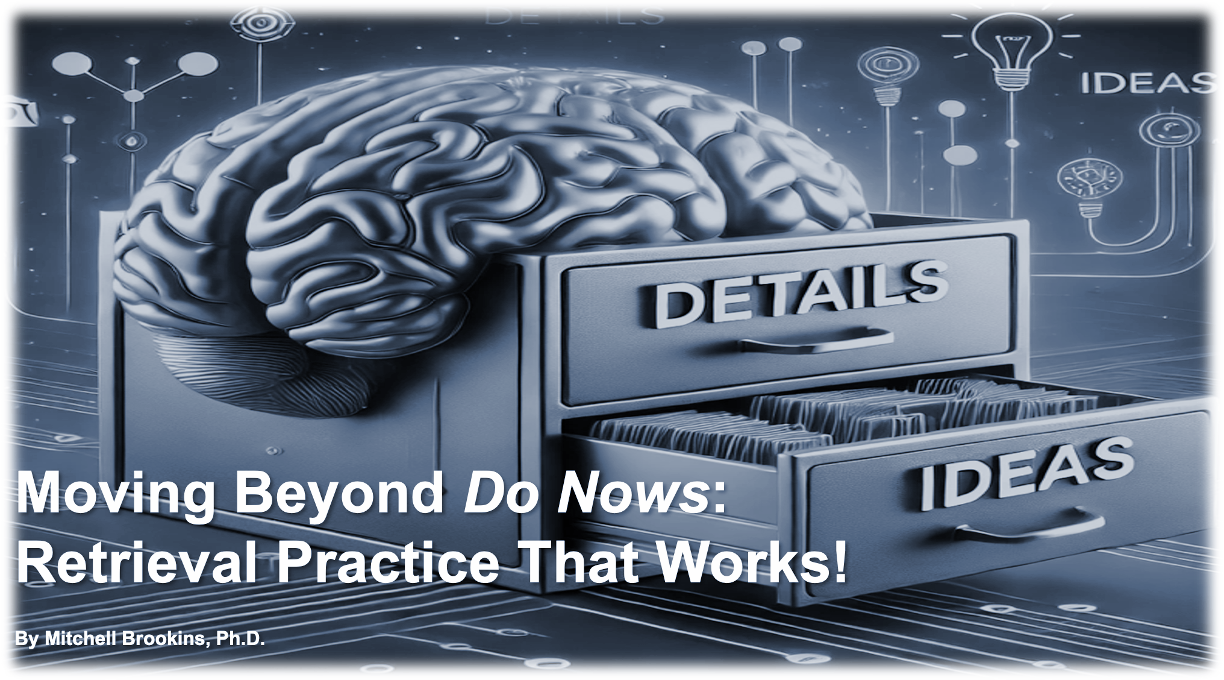 DETAILS
IDEAS
DETAILS
IDEAS
Moving Beyond Do Nows:
Retrieval Practice That Works!
By Mitchell Brookins, Ph.D.